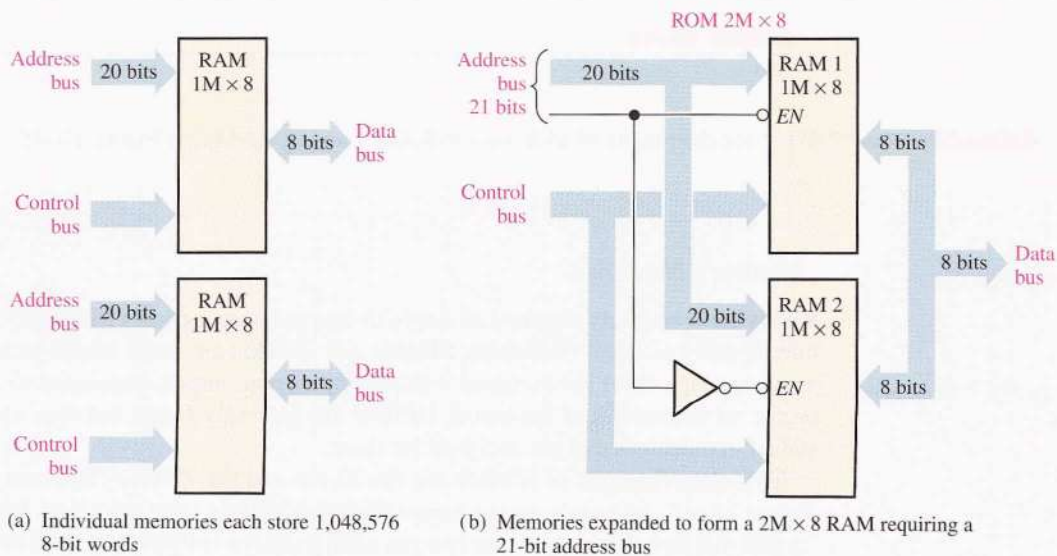 Address
bus
20 bits
RAM
1M × 8
8 bits
Data
bus
Control
bus
Address
bus
20 bits
RAM
1M × 8
8 bits
Data
bus
Control
bus
(a) Individual memories each store 1,048,576
8-bit words
ROM 2M × 8
Address
bus
21 bits
20 bits
RAM 1
1M × 8
EN
8 bits
Control
bus
8 bits
Data
bus
20 bits
RAM 2
1M × 8
EN
8 bits
(b) Memories expanded to form a 2M × 8 RAM requiring a
21-bit address bus